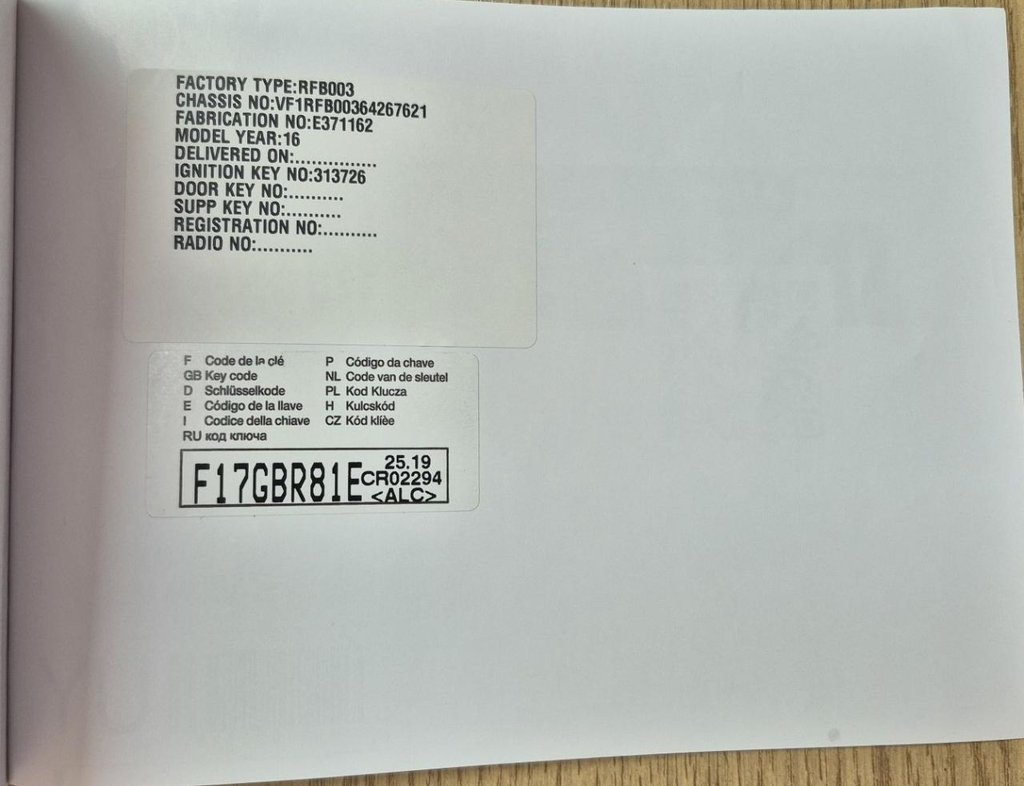 FACTORY TYPE:RFB003
CHASSIS NO:VF1RFB00364267621
FABRICATION NO:E371162
MODEL YEAR:16
DELIVERED ON:...............
IGNITION KEY NO:313726
DOOR KEY NO:..........
SUPP KEY NO:..........
REGISTRATION NO:..........
RADIO NO:..........
F Code de la clé P Código da chave
GB Key code NL Code van de sleutel
D Schlüsselkode PL Kod Klucza
E Código de la llave H Kulcskód
I Codice della chiave CZ Kód klièe
RU код ключа
F17GBR81E
25.19
CR02294
<ALC>